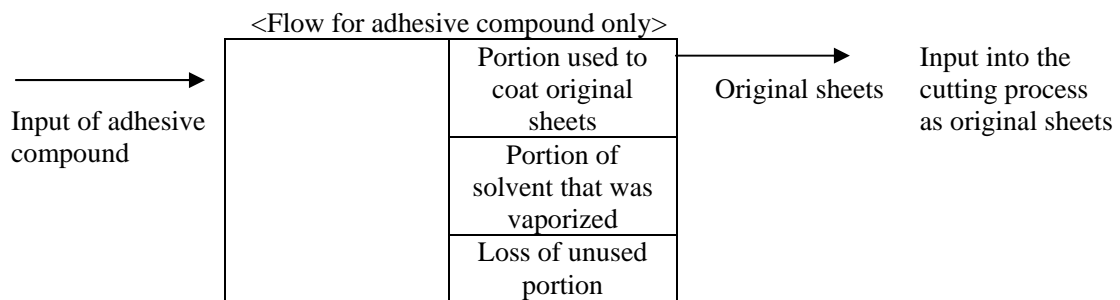 <Flow for adhesive compound only>
Input of adhesive
compound
Portion used to
coat original
sheets
Portion of
solvent that was
vaporized
Loss of unused
portion
Original sheets
Input into the
cutting process
as original sheets